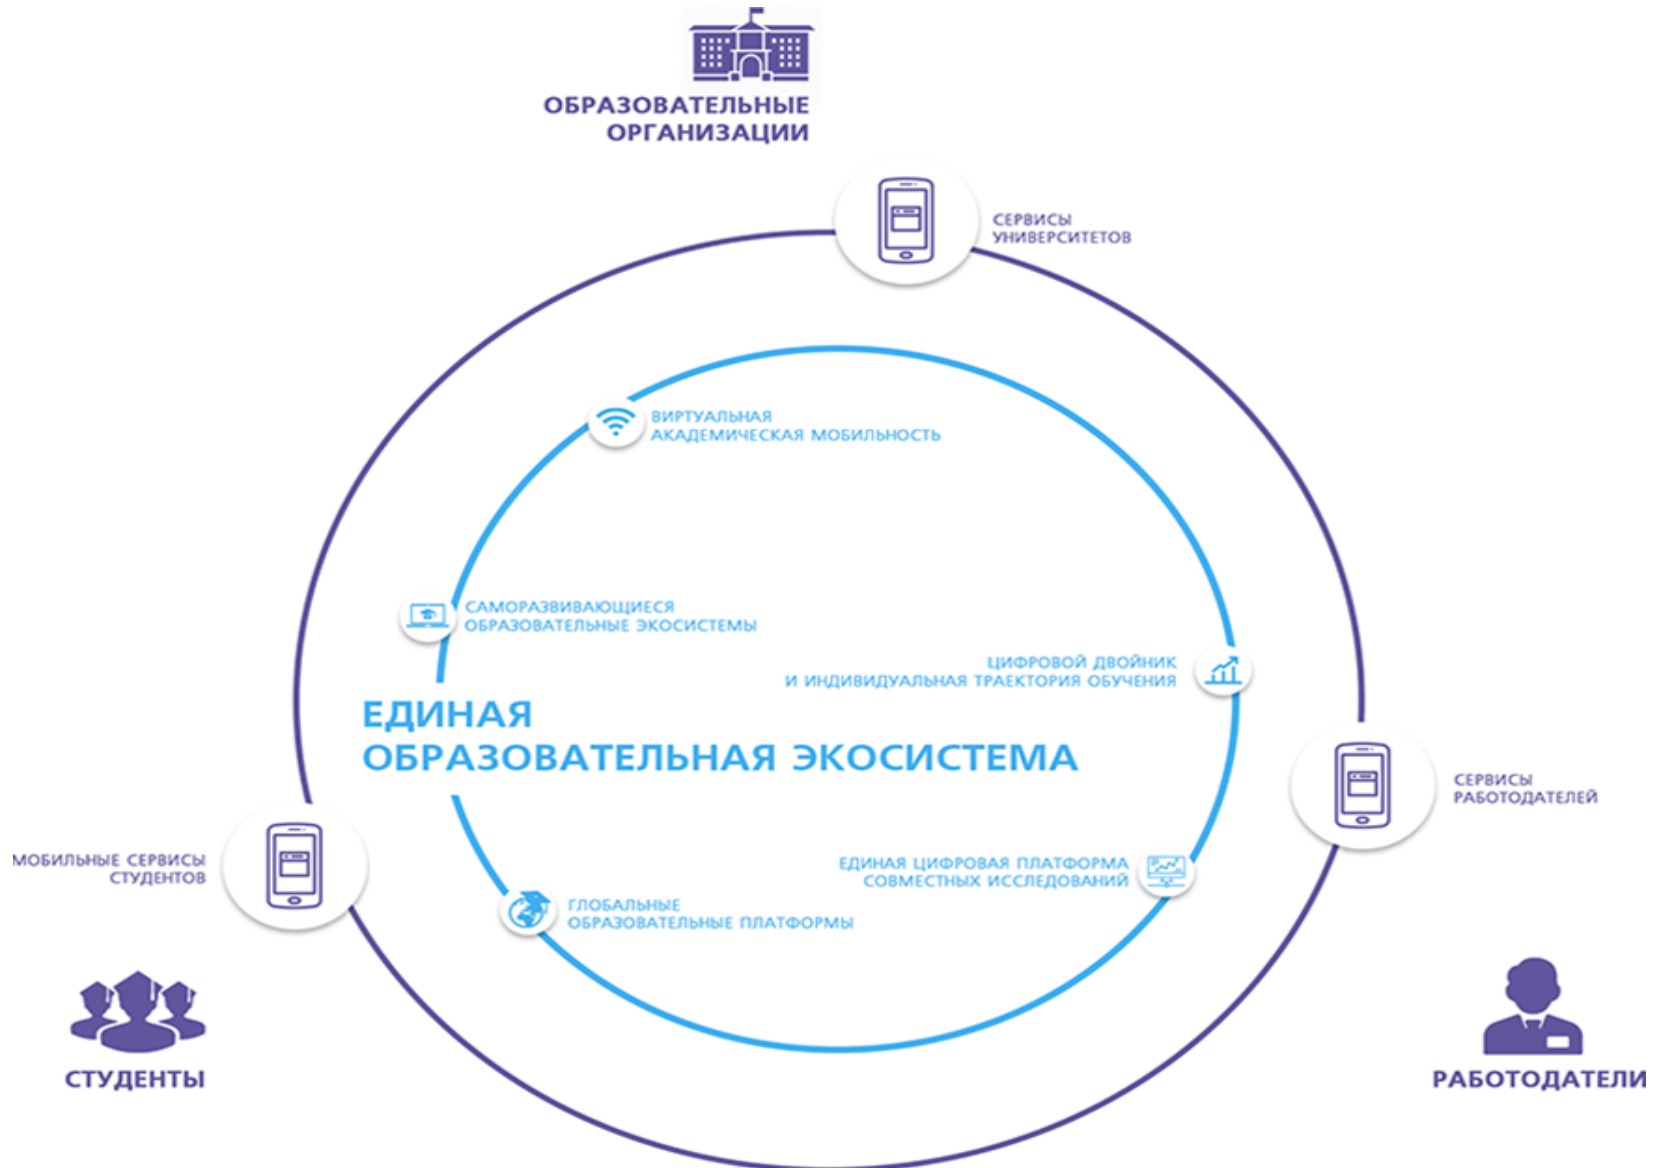 ОБРАЗОВАТЕЛЬНЫЕ
ОРГАНИЗАЦИИ
СЕРВИСЫ
УНИВЕРСИТЕТОВ
ВИРТУАЛЬНАЯ
АКАДЕМИЧЕСКАЯ МОБИЛЬНОСТЬ
САМОРАЗВИВАЮЩИЕСЯ
ОБРАЗОВАТЕЛЬНЫЕ ЭКОСИСТЕМЫ
ЦИФРОВОЙ ДВОЙНИК
И ИНДИВИДУАЛЬНАЯ ТРАЕКТОРИЯ ОБУЧЕНИЯ
ЕДИНАЯ
ОБРАЗОВАТЕЛЬНАЯ ЭКОСИСТЕМА
СЕРВИСЫ
РАБОТОДАТЕЛЕЙ
МОБИЛЬНЫЕ СЕРВИСЫ
СТУДЕНТОВ
ЕДИНАЯ ЦИФРОВАЯ ПЛАТФОРМА
СОВМЕСТНЫХ ИССЛЕДОВАНИЙ
ГЛОБАЛЬНЫЕ
ОБРАЗОВАТЕЛЬНЫЕ ПЛАТФОРМЫ
СТУДЕНТЫ
РАБОТОДАТЕЛИ